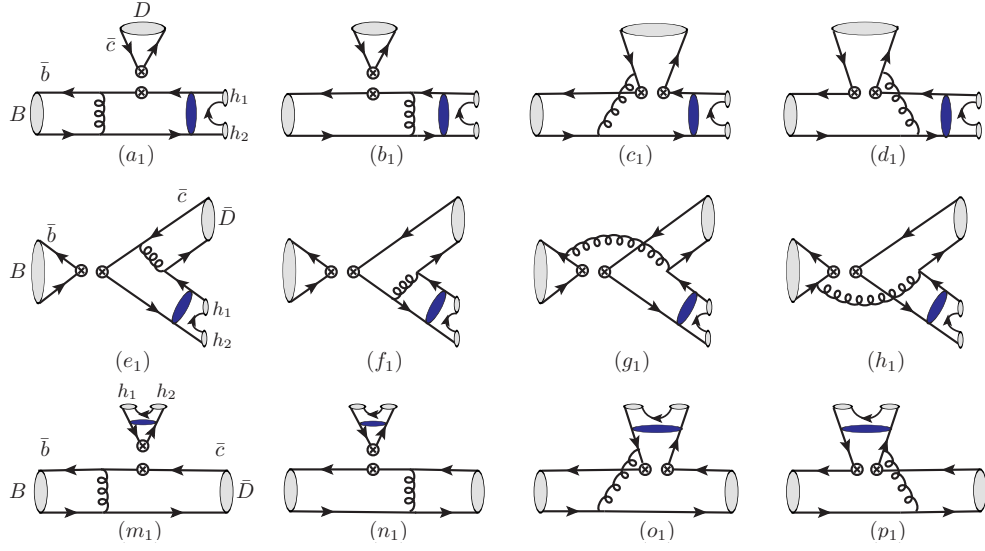 D
c̄
b̄
B
h₁
h₂
(a₁) (b₁) (c₁) (d₁)
c̄
D̄
b̄
B
h₁
h₂
(e₁) (f₁) (g₁) (h₁)
h₁ h₂
b̄ c̄
B D̄
(m₁) (n₁) (o₁) (p₁)